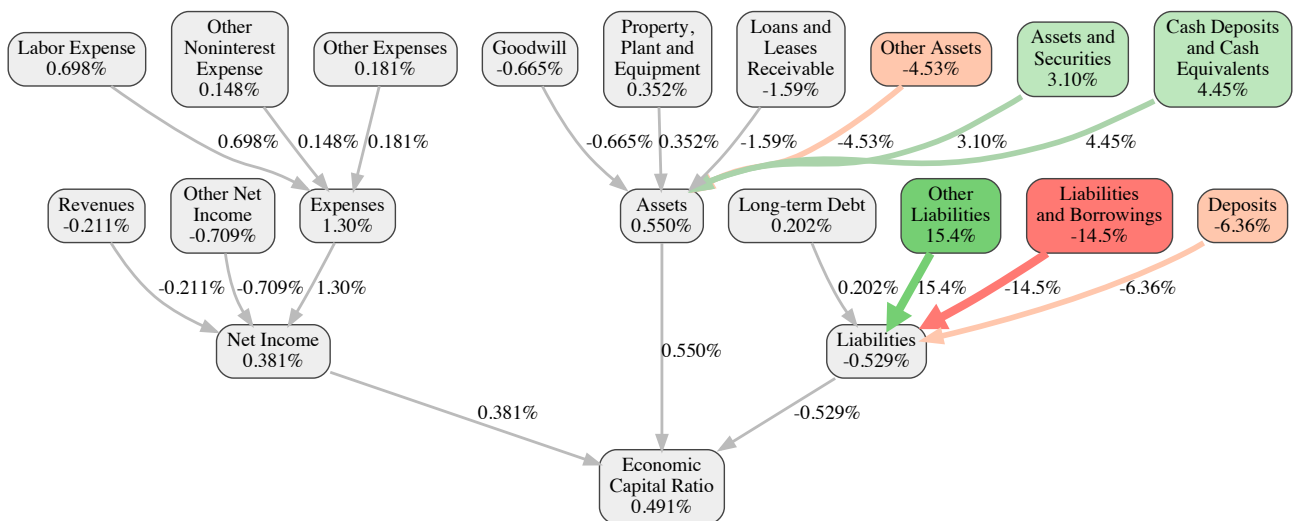 Labor Expense
0.698%
Other
Noninterest
Expense
0.148%
Other Expenses
0.181%
Goodwill
-0.665%
Property,
Plant and
Equipment
0.352%
Loans and
Leases
Receivable
-1.59%
Other Assets
-4.53%
Assets and
Securities
3.10%
Cash Deposits
and Cash
Equivalents
4.45%
0.698%
0.148%
0.181%
-0.665%
0.352%
-1.59%
-4.53%
3.10%
4.45%
Revenues
-0.211%
Other Net
Income
-0.709%
Expenses
1.30%
Assets
0.550%
Long-term Debt
0.202%
Other
Liabilities
15.4%
Liabilities
and Borrowings
-14.5%
Deposits
-6.36%
-0.211%
-0.709%
1.30%
0.202%
15.4%
-14.5%
-6.36%
Net Income
0.381%
0.550%
Liabilities
-0.529%
0.381%
-0.529%
Economic
Capital Ratio
0.491%